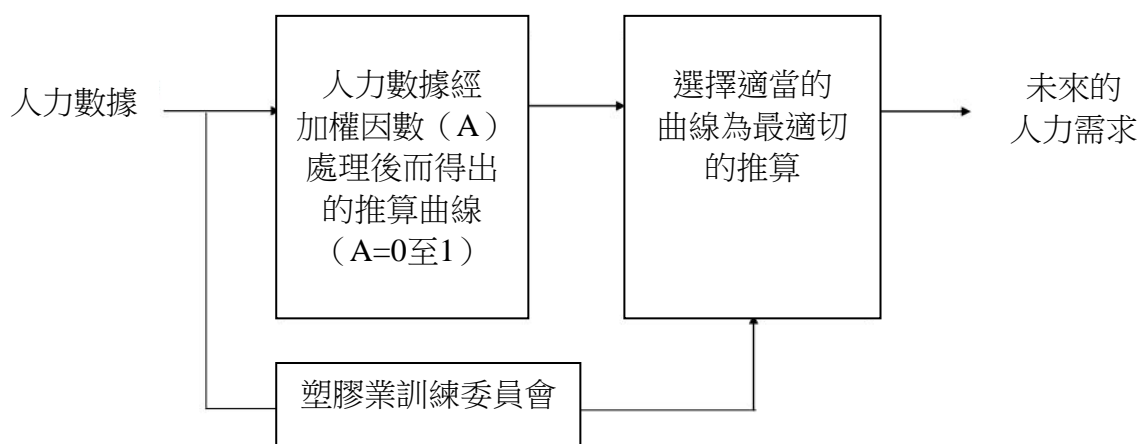 人力數據
人力數據經
加權因數（A）
處理後而得出
的推算曲線
（A=0至1）
選擇適當的
曲線為最適切
的推算
未來的
人力需求
塑膠業訓練委員會